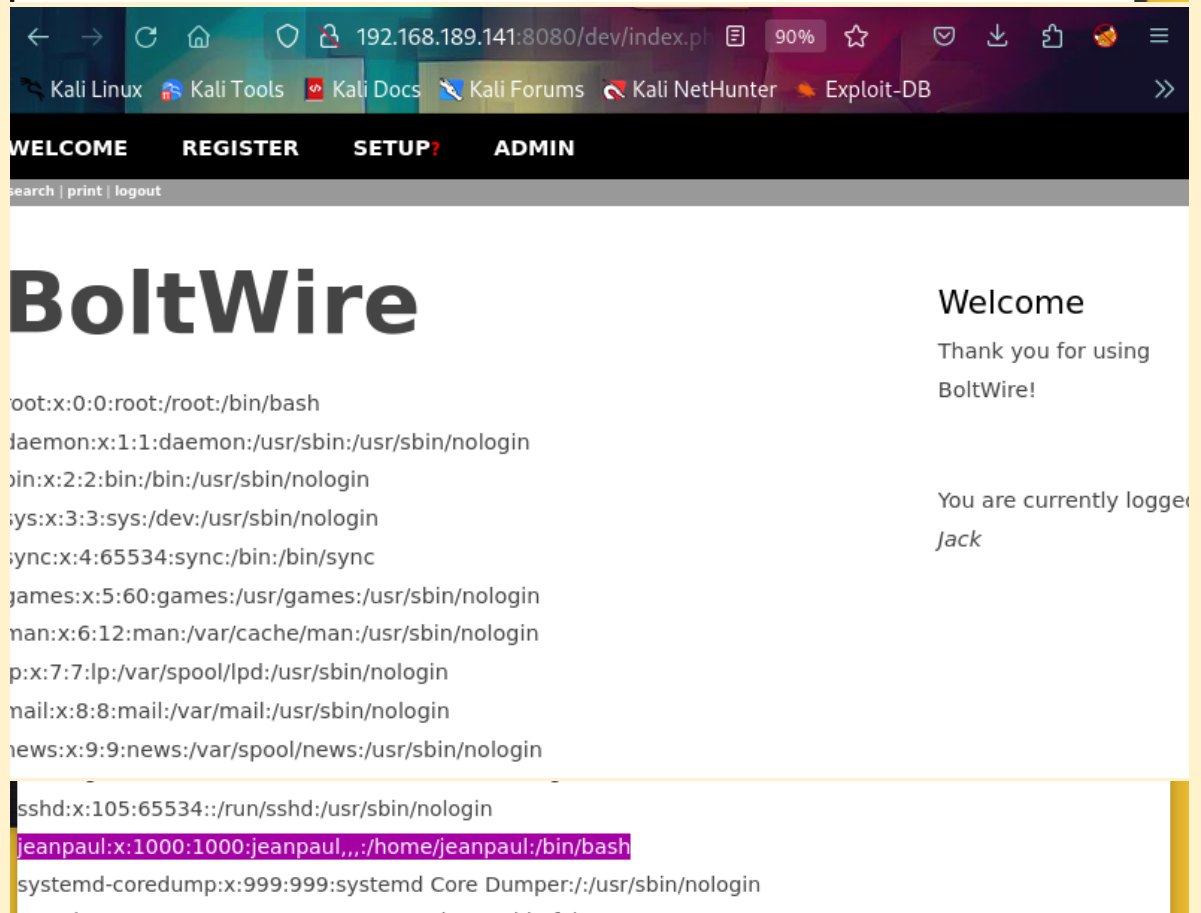 192.168.189.141:8080/dev/index.ph 90%
Kali Linux Kali Tools Kali Docs Kali Forums Kali NetHunter Exploit-DB
WELCOME REGISTER SETUP? ADMIN
search | print | logout
BoltWire
Welcome
Thank you for using
BoltWire!
You are currently logged
Jack
root:x:0:0:root:/root:/bin/bash
daemon:x:1:1:daemon:/usr/sbin:/usr/sbin/nologin
bin:x:2:2:bin:/bin:/usr/sbin/nologin
sys:x:3:3:sys:/dev:/usr/sbin/nologin
sync:x:4:65534:sync:/bin:/bin/sync
games:x:5:60:games:/usr/games:/usr/sbin/nologin
man:x:6:12:man:/var/cache/man:/usr/sbin/nologin
lp:x:7:7:lp:/var/spool/lpd:/usr/sbin/nologin
mail:x:8:8:mail:/var/mail:/usr/sbin/nologin
news:x:9:9:news:/var/spool/news:/usr/sbin/nologin
sshd:x:105:65534::/run/sshd:/usr/sbin/nologin
jeanpaul:x:1000:1000:jeanpaul,,,:/home/jeanpaul:/bin/bash
systemd-coredump:x:999:999:systemd Core Dumper:/:/usr/sbin/nologin